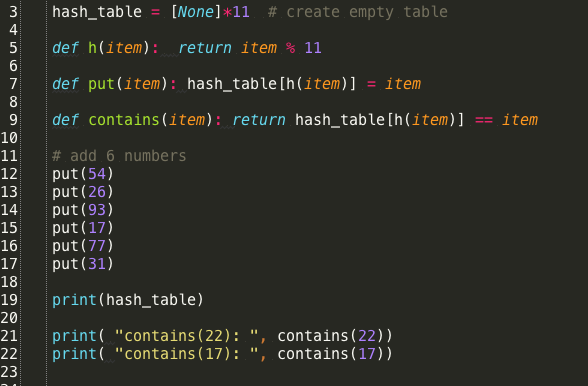 3 hash_table = [None]*11 # create empty table
4
5 def h(item): return item % 11
6
7 def put(item): hash_table[h(item)] = item
8
9 def contains(item): return hash_table[h(item)] == item
10
11 # add 6 numbers
12 put(54)
13 put(26)
14 put(93)
15 put(17)
16 put(77)
17 put(31)
18
19 print(hash_table)
20
21 print( "contains(22): ", contains(22))
22 print( "contains(17): ", contains(17))
23